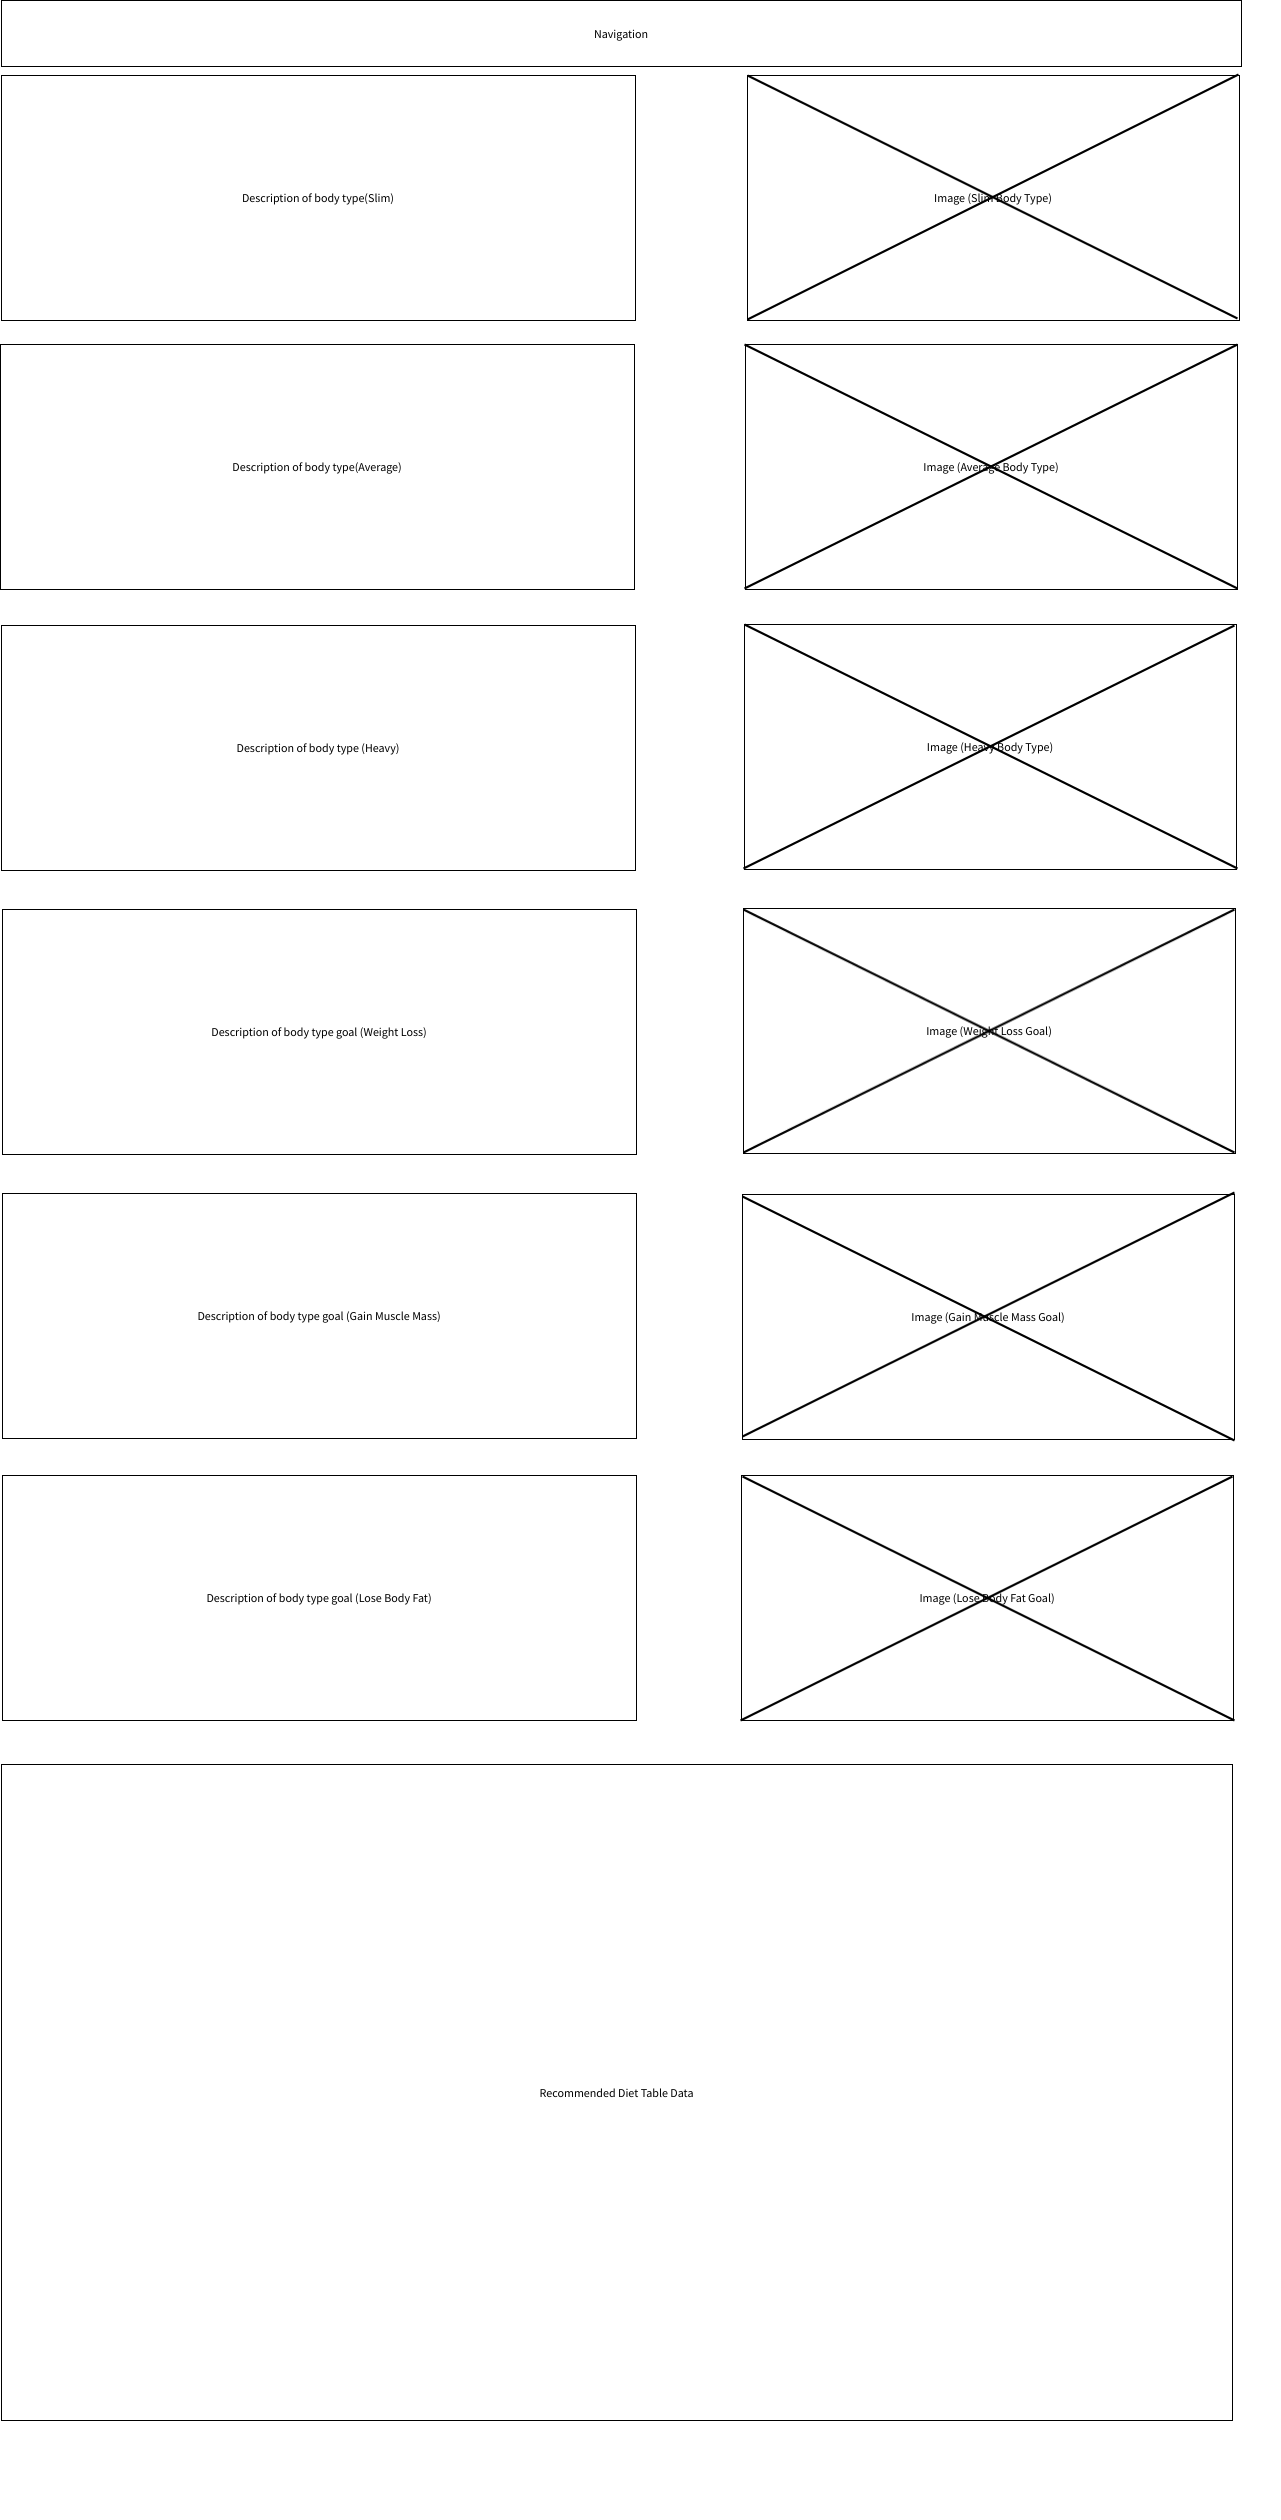 Navigation
Description of body type(Slim)
Image (Slim Body Type)
Description of body type(Average)
Image (Average Body Type)
Description of body type (Heavy)
Image (Heavy Body Type)
Description of body type goal (Weight Loss)
Image (Weight Loss Goal)
Description of body type goal (Gain Muscle Mass)
Image (Gain Muscle Mass Goal)
Description of body type goal (Lose Body Fat)
Image (Lose Body Fat Goal)
Recommended Diet Table Data